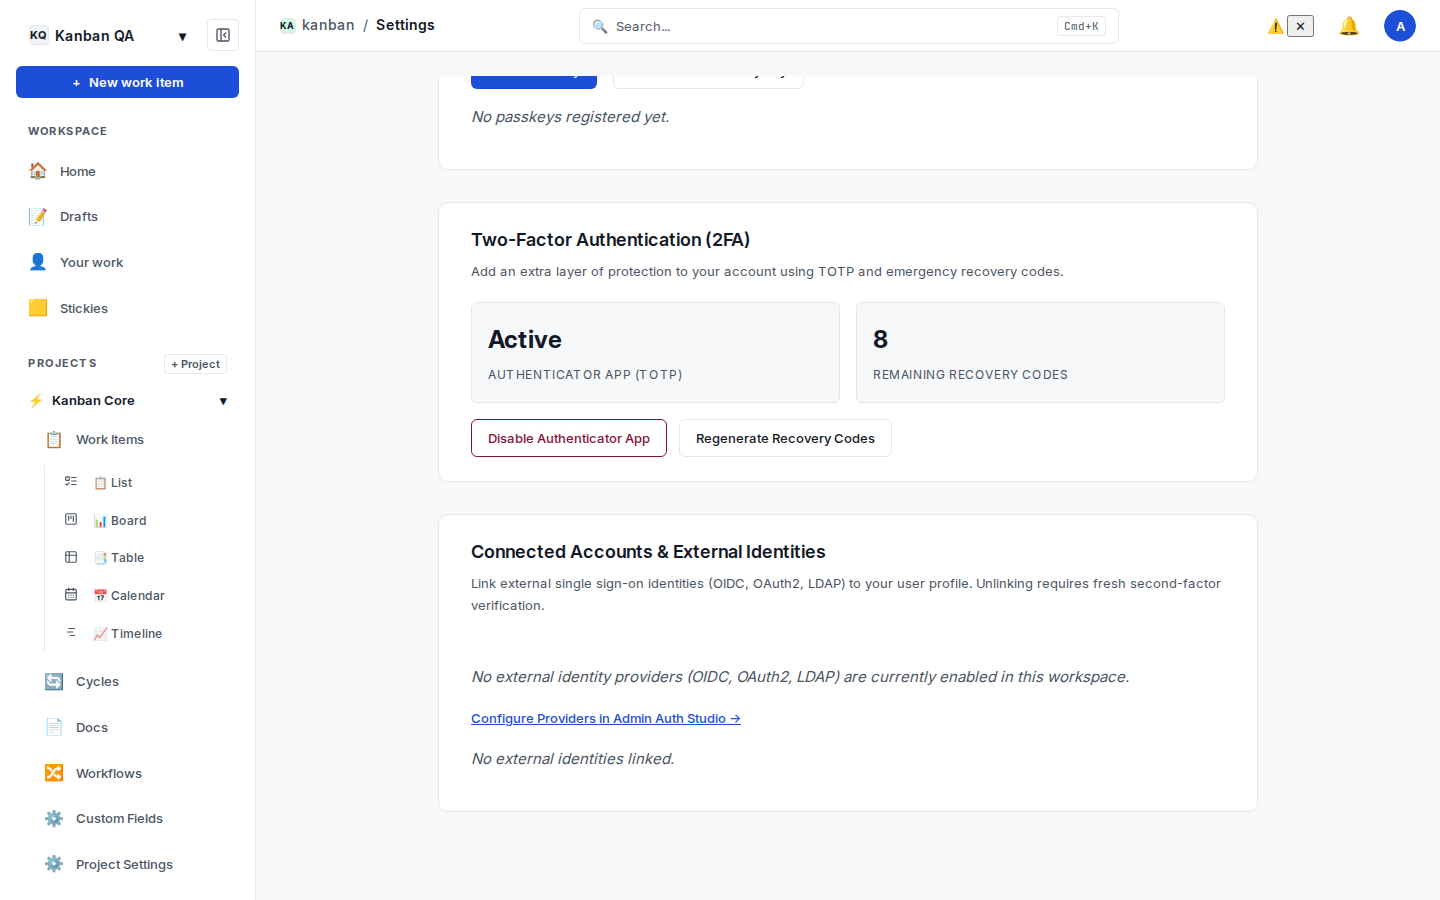 KQ Kanban QA ▾
+ New work item
WORKSPACE
Home
Drafts
Your work
Stickies
PROJECTS
+ Project
Kanban Core ▾
Work Items
List
Board
Table
Calendar
Timeline
Cycles
Docs
Workflows
Custom Fields
Project Settings
KA kanban / Settings
Search...
Cmd+K
✕
A
No passkeys registered yet.
Two-Factor Authentication (2FA)
Add an extra layer of protection to your account using TOTP and emergency recovery codes.
Active
AUTHENTICATOR APP (TOTP)
8
REMAINING RECOVERY CODES
Disable Authenticator App
Regenerate Recovery Codes
Connected Accounts & External Identities
Link external single sign-on identities (OIDC, OAuth2, LDAP) to your user profile. Unlinking requires fresh second-factor
verification.
No external identity providers (OIDC, OAuth2, LDAP) are currently enabled in this workspace.
Configure Providers in Admin Auth Studio →
No external identities linked.